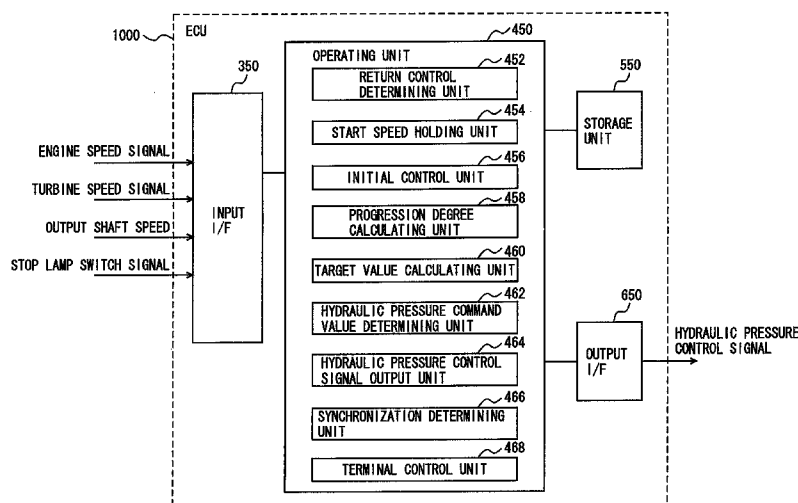 1000
ECU
450
OPERATING UNIT
350
INPUT
I/F
ENGINE SPEED SIGNAL
TURBINE SPEED SIGNAL
OUTPUT SHAFT SPEED
STOP LAMP SWITCH SIGNAL
452
RETURN CONTROL
DETERMINING UNIT
454
START SPEED HOLDING UNIT
456
INITIAL CONTROL UNIT
458
PROGRESSION DEGREE
CALCULATING UNIT
460
TARGET VALUE CALCULATING UNIT
462
HYDRAULIC PRESSURE COMMAND
VALUE DETERMINING UNIT
464
HYDRAULIC PRESSURE CONTROL
SIGNAL OUTPUT UNIT
466
SYNCHRONIZATION DETERMINING
UNIT
468
TERMINAL CONTROL UNIT
550
STORAGE
UNIT
650
OUTPUT
I/F
HYDRAULIC PRESSURE
CONTROL SIGNAL